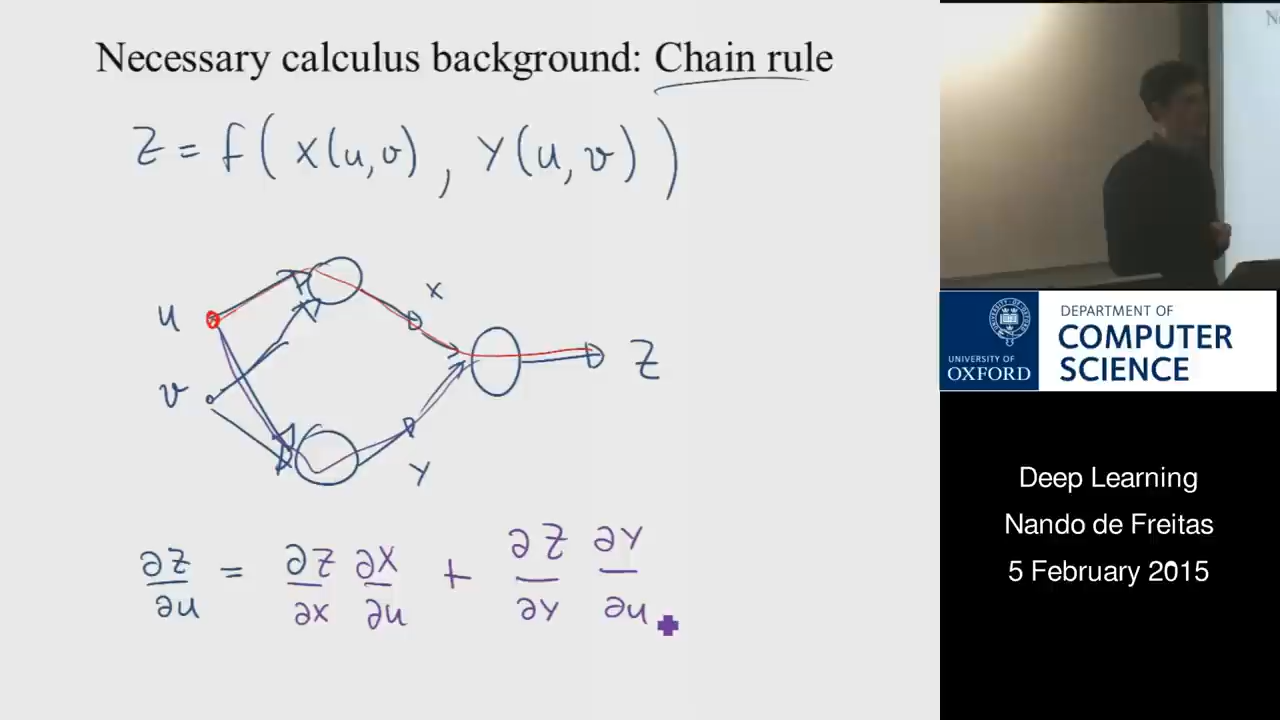 Necessary calculus background: Chain rule
Z = f( x(u,v) , y(u,v) )
u
v
x
y
Z
∂Z/∂u = ∂Z/∂x ∂x/∂u + ∂Z/∂y ∂y/∂u
UNIVERSITY OF
OXFORD
DEPARTMENT OF
COMPUTER
SCIENCE
Deep Learning
Nando de Freitas
5 February 2015